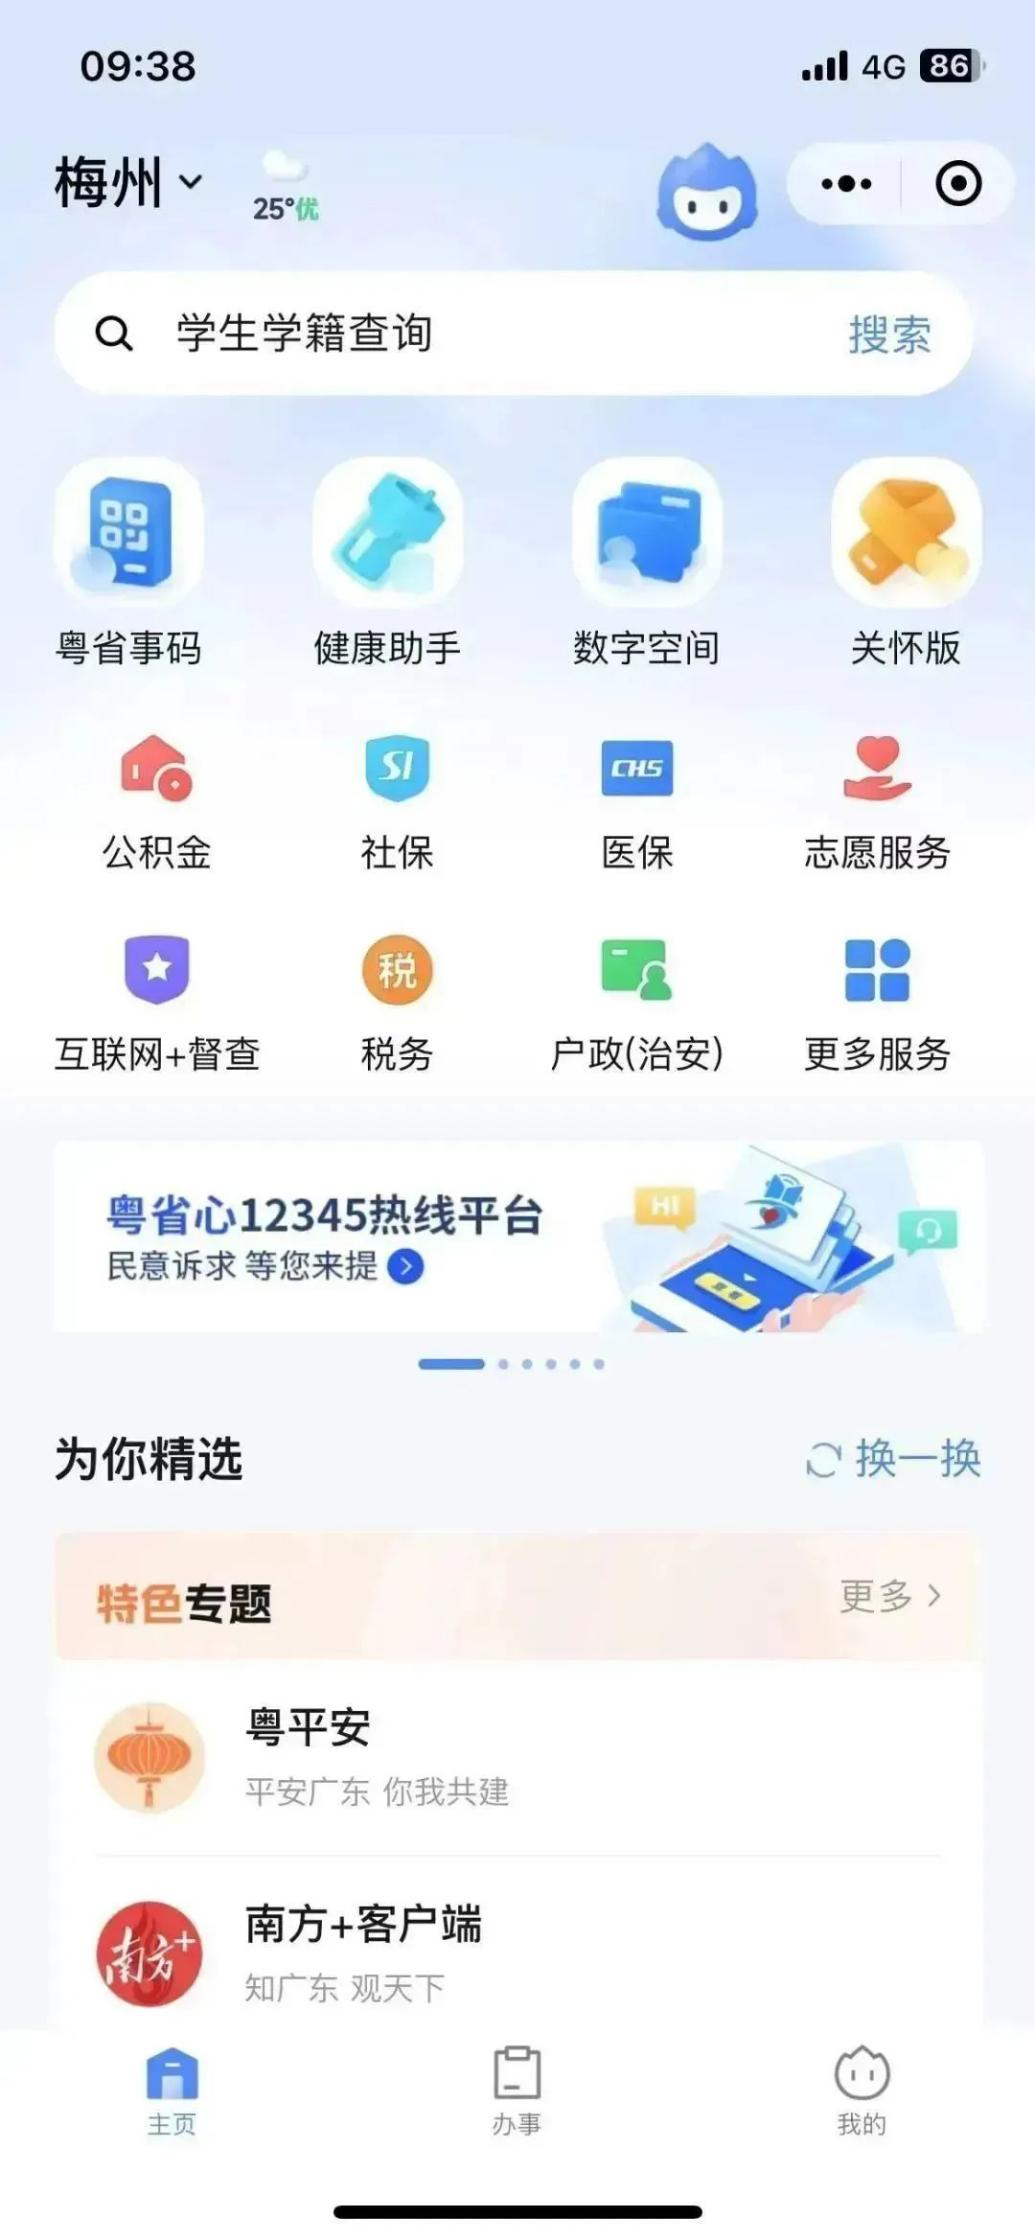 09:38 4G 86
梅州
25°优
学生学籍查询 搜索
粤省事码 健康助手 数字空间 关怀版
SI CHS
公积金 社保 医保 志愿服务
税
互联网+督查 税务 户政(治安) 更多服务
粤省心12345热线平台
民意诉求 等您来提
HI
为你精选 换一换
特色专题 更多
粤平安
平安广东 你我共建
南方+
南方+客户端
知广东 观天下
主页 办事 我的